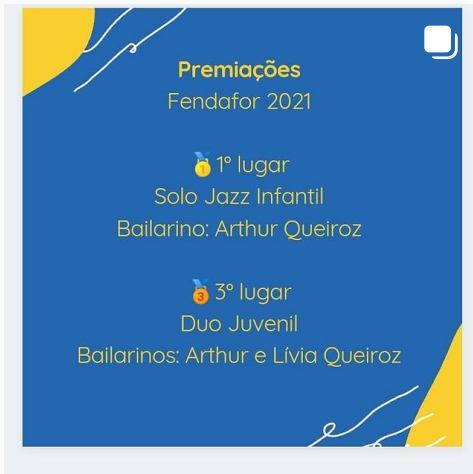 Premiações
Fendafor 2021
🥇1º lugar
Solo Jazz Infantil
Bailarino: Arthur Queiroz
🥉3º lugar
Duo Juvenil
Bailarinos: Arthur e Lívia Queiroz